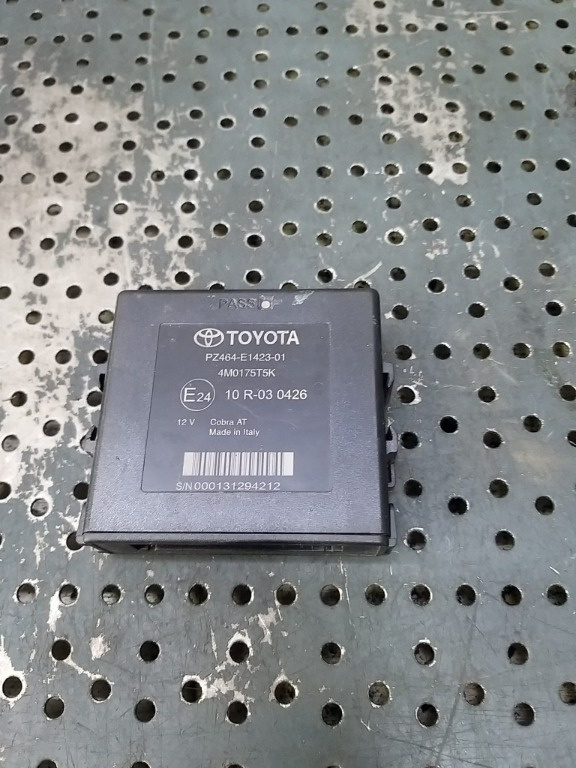 PASS
TOYOTA
PZ464-E1423-01
4M0175T5K
E24 10 R-03 0426
12 V Cobra AT
Made in Italy
S/N 000131294212